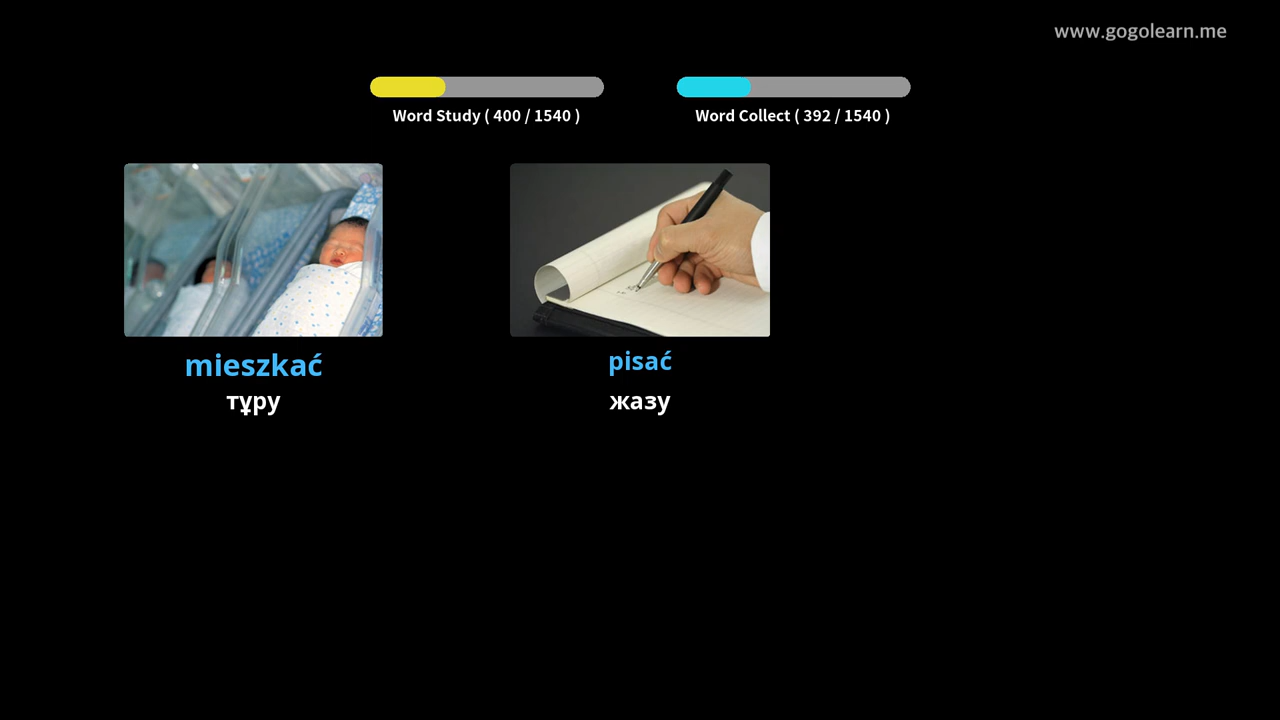 www.gogolearn.me
Word Study ( 400 / 1540 )
Word Collect ( 392 / 1540 )
mieszkać
тұру
pisać
жазу